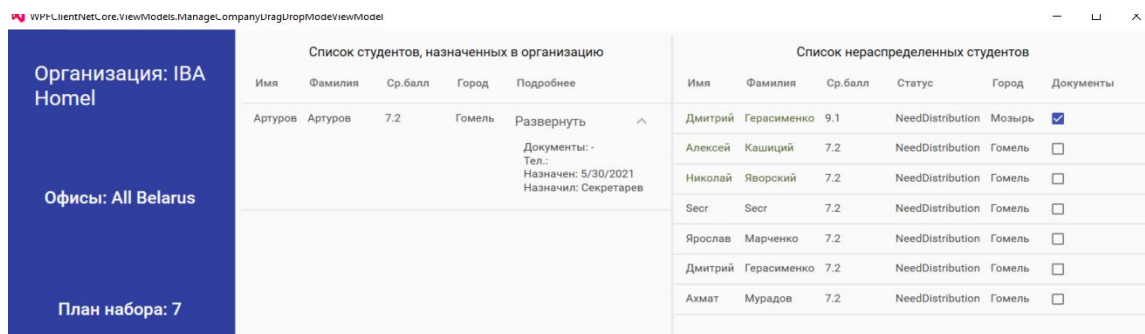 WPFClientNetCore.ViewModels.ManageCompanyDragDropModeViewModel
Организация: IBA
Homel
Офисы: All Belarus
План набора: 7
Список студентов, назначенных в организацию
Имя Фамилия Ср.балл Город Подробнее
Артуров Артуров 7.2 Гомель Развернуть
Документы: -
Тел.:
Назначен: 5/30/2021
Назначил: Секретарев
Список нераспределенных студентов
Имя Фамилия Ср.балл Статус Город Документы
Дмитрий Герасименко 9.1 NeedDistribution Мозырь
Алексей Кашиций 7.2 NeedDistribution Гомель
Николай Яворский 7.2 NeedDistribution Гомель
Secr Secr 7.2 NeedDistribution Гомель
Ярослав Марченко 7.2 NeedDistribution Гомель
Дмитрий Герасименко 7.2 NeedDistribution Гомель
Ахмат Мурадов 7.2 NeedDistribution Гомель